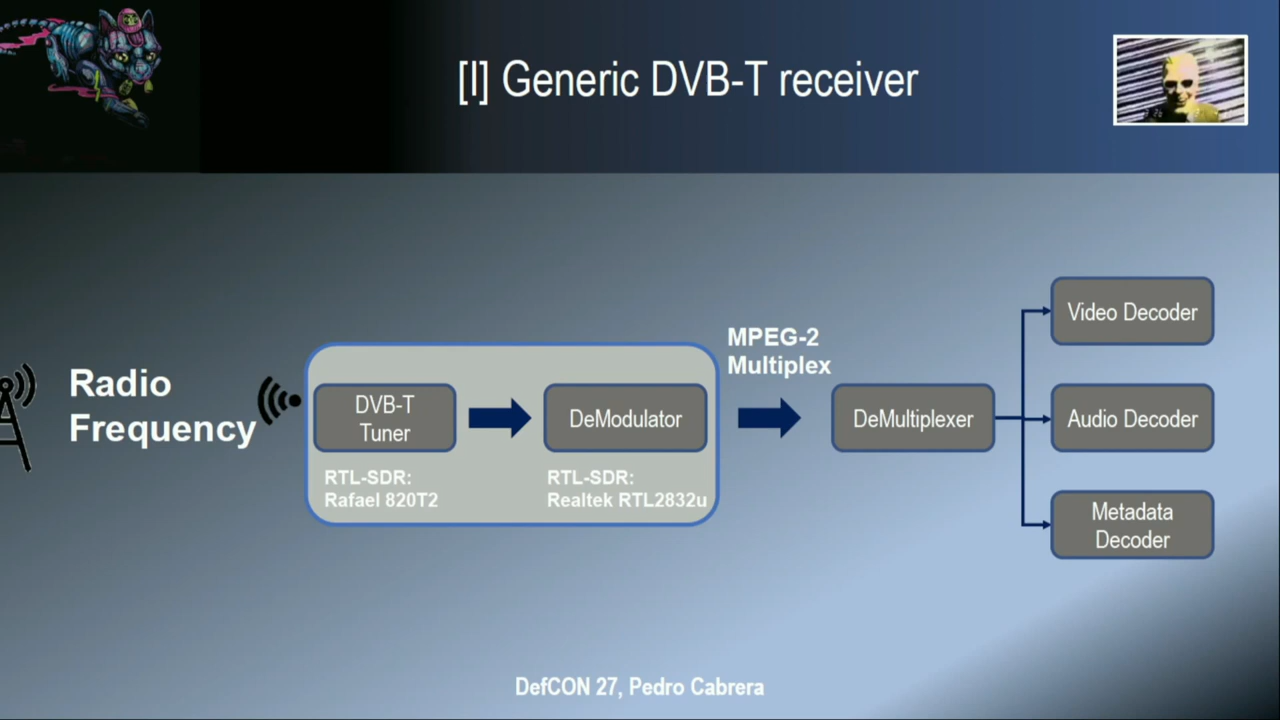 [I] Generic DVB-T receiver
Radio
Frequency
DVB-T
Tuner
RTL-SDR:
Rafael 820T2
DeModulator
RTL-SDR:
Realtek RTL2832u
MPEG-2
Multiplex
DeMultiplexer
Video Decoder
Audio Decoder
Metadata
Decoder
DefCON 27, Pedro Cabrera